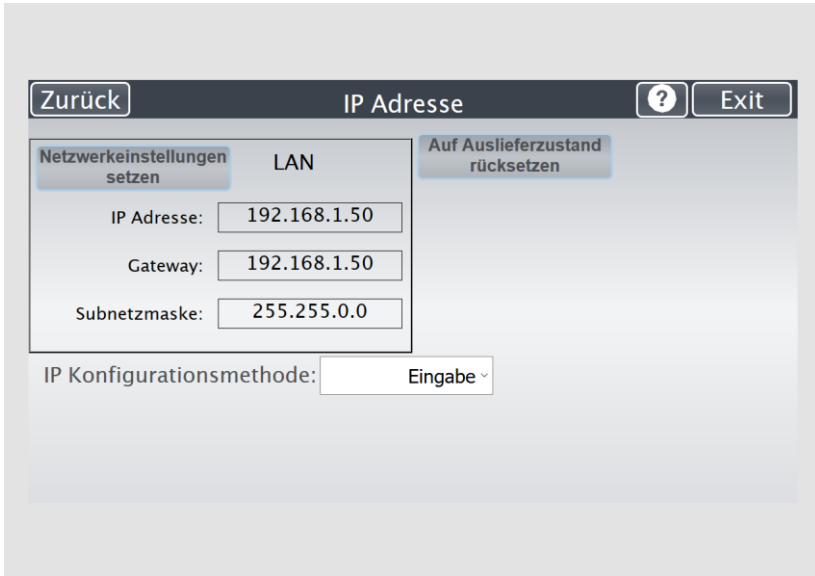 Zurück IP Adresse ? Exit
Netzwerkeinstellungen
setzen
LAN
Auf Auslieferzustand
rücksetzen
IP Adresse: 192.168.1.50
Gateway: 192.168.1.50
Subnetzmaske: 255.255.0.0
IP Konfigurationsmethode: Eingabe